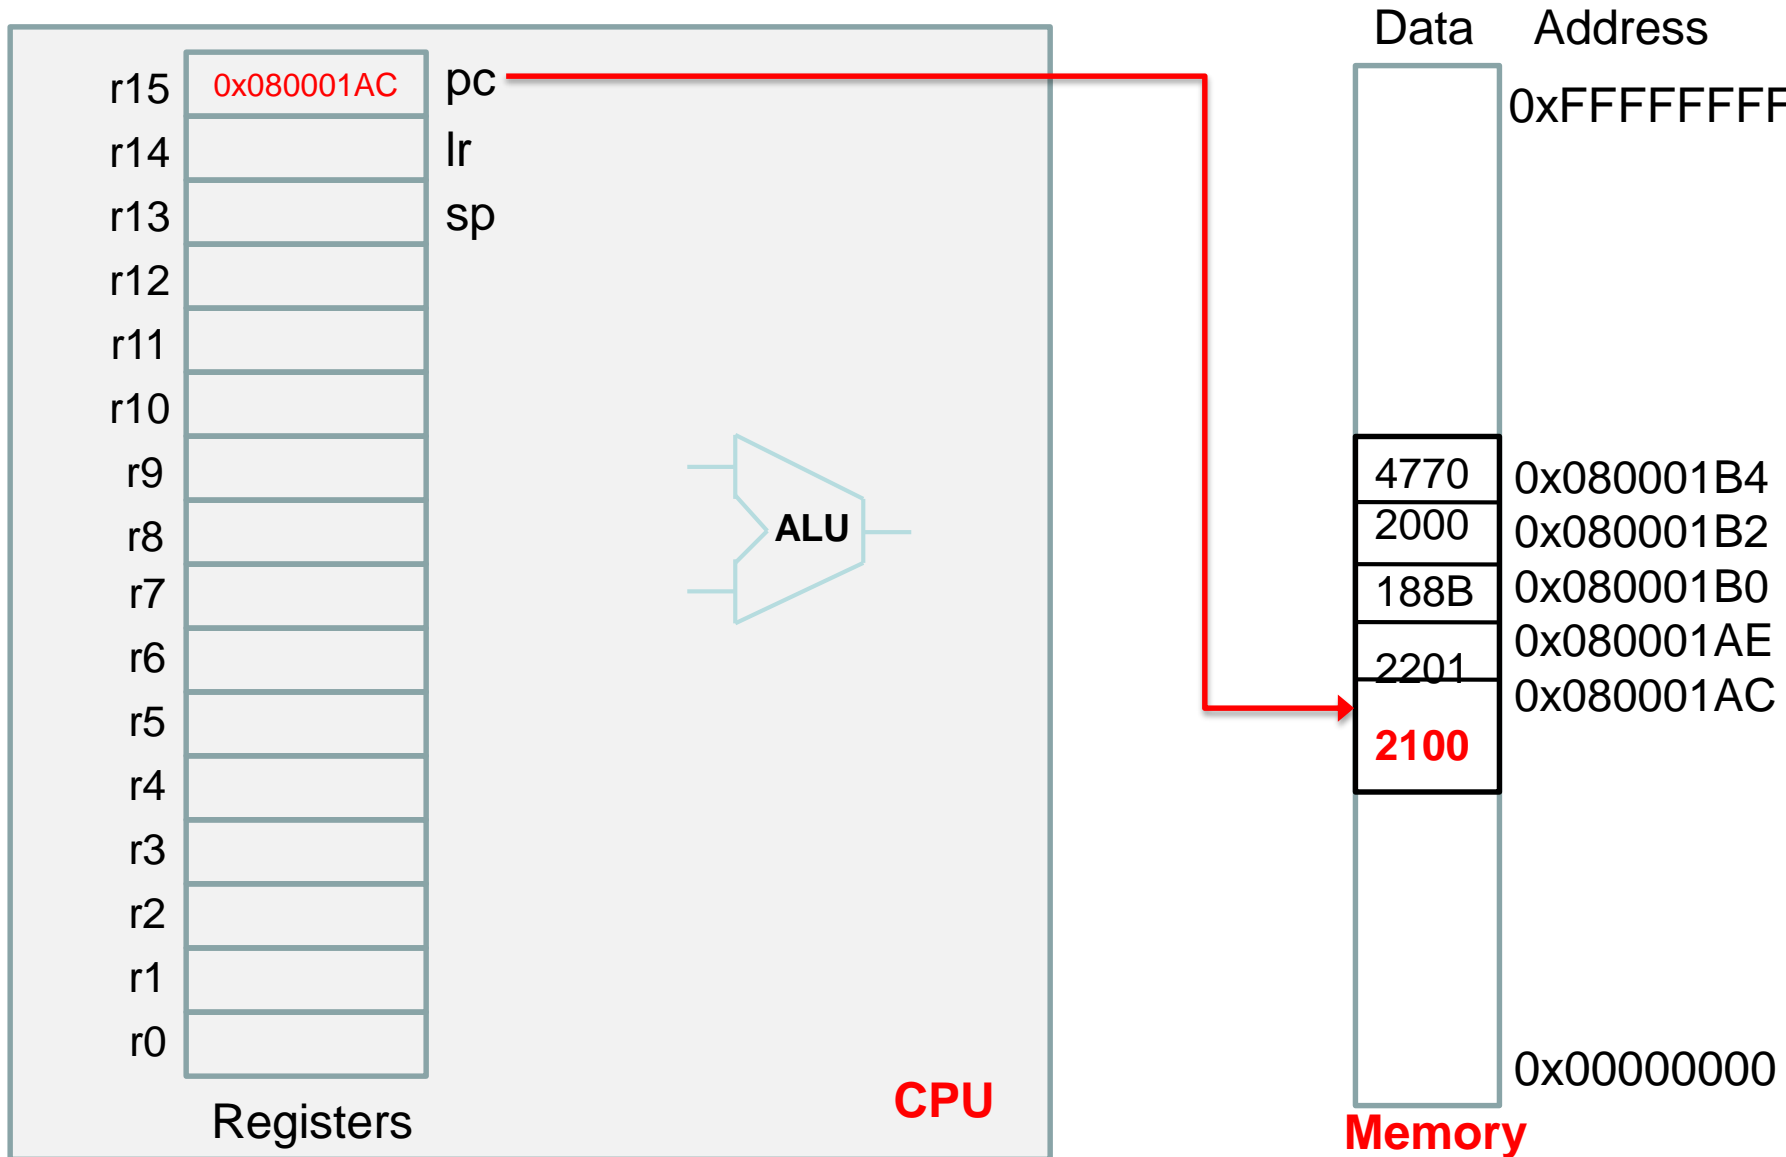 Data Address
r15 0x080001AC pc
0xFFFFFFFF
r14 lr
r13 sp
r12
r11
r10
r9
4770 0x080001B4
r8
ALU
2000 0x080001B2
r7
188B 0x080001B0
r6
2201 0x080001AE
r5
0x080001AC
2100
r4
r3
r2
r1
r0
0x00000000
CPU
Registers
Memory